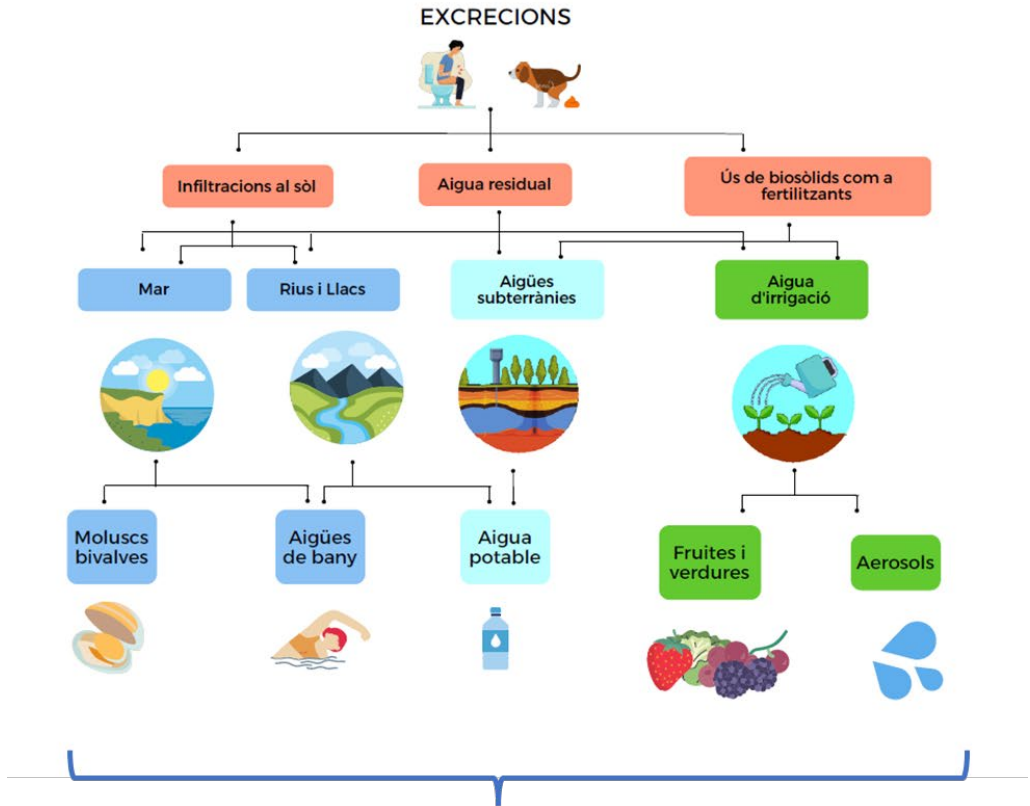 EXCRECIONS
Infiltracions al sòl
Aigua residual
Ús de biosòlids com a
fertilitzants
Mar
Rius i Llacs
Aigües
subterrànies
Aigua
d'irrigació
Moluscs
bivalves
Aigües
de bany
Aigua
potable
Fruites i
verdures
Aerosols